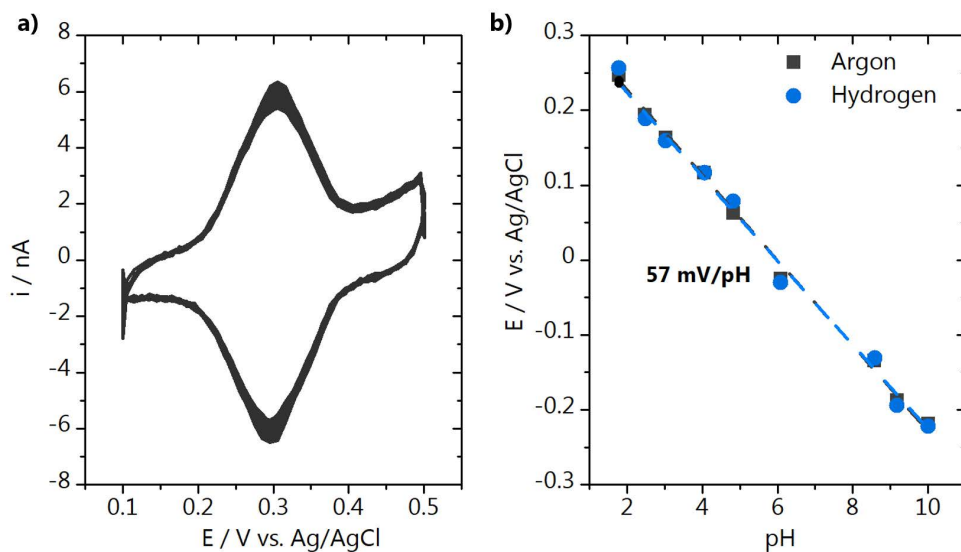 a)
8
6
4
2
0
-2
-4
-6
-8
i / nA
0.1 0.2 0.3 0.4 0.5
E / V vs. Ag/AgCl
b)
0.3
0.2
0.1
0
-0.1
-0.2
-0.3
E / V vs. Ag/AgCl
Argon
Hydrogen
57 mV/pH
2 4 6 8 10
pH